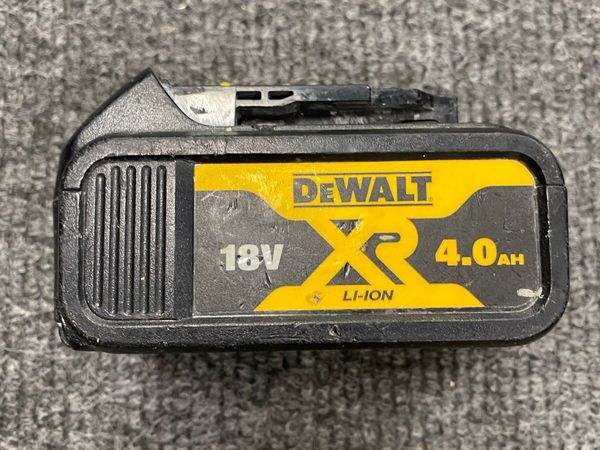 DEWALT
18V XR 4.0AH
LI-ION